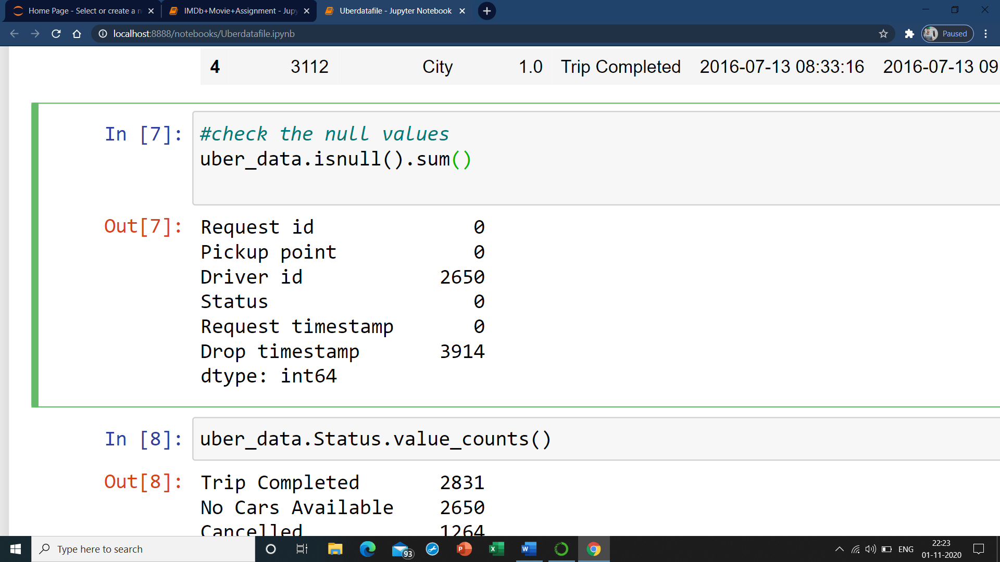 Home Page - Select or create a n
IMDb+Movie+Assignment - Jupy
Uberdatafile - Jupyter Notebook
localhost:8888/notebooks/Uberdatafile.ipynb
Paused
4 3112 City 1.0 Trip Completed 2016-07-13 08:33:16 2016-07-13 09
In [7]: #check the null values
uber_data.isnull().sum()
Out[7]: Request id 0
Pickup point 0
Driver id 2650
Status 0
Request timestamp 0
Drop timestamp 3914
dtype: int64
In [8]: uber_data.Status.value_counts()
Out[8]: Trip Completed 2831
No Cars Available 2650
Cancelled 1264
Type here to search
93
ENG
22:23
01-11-2020